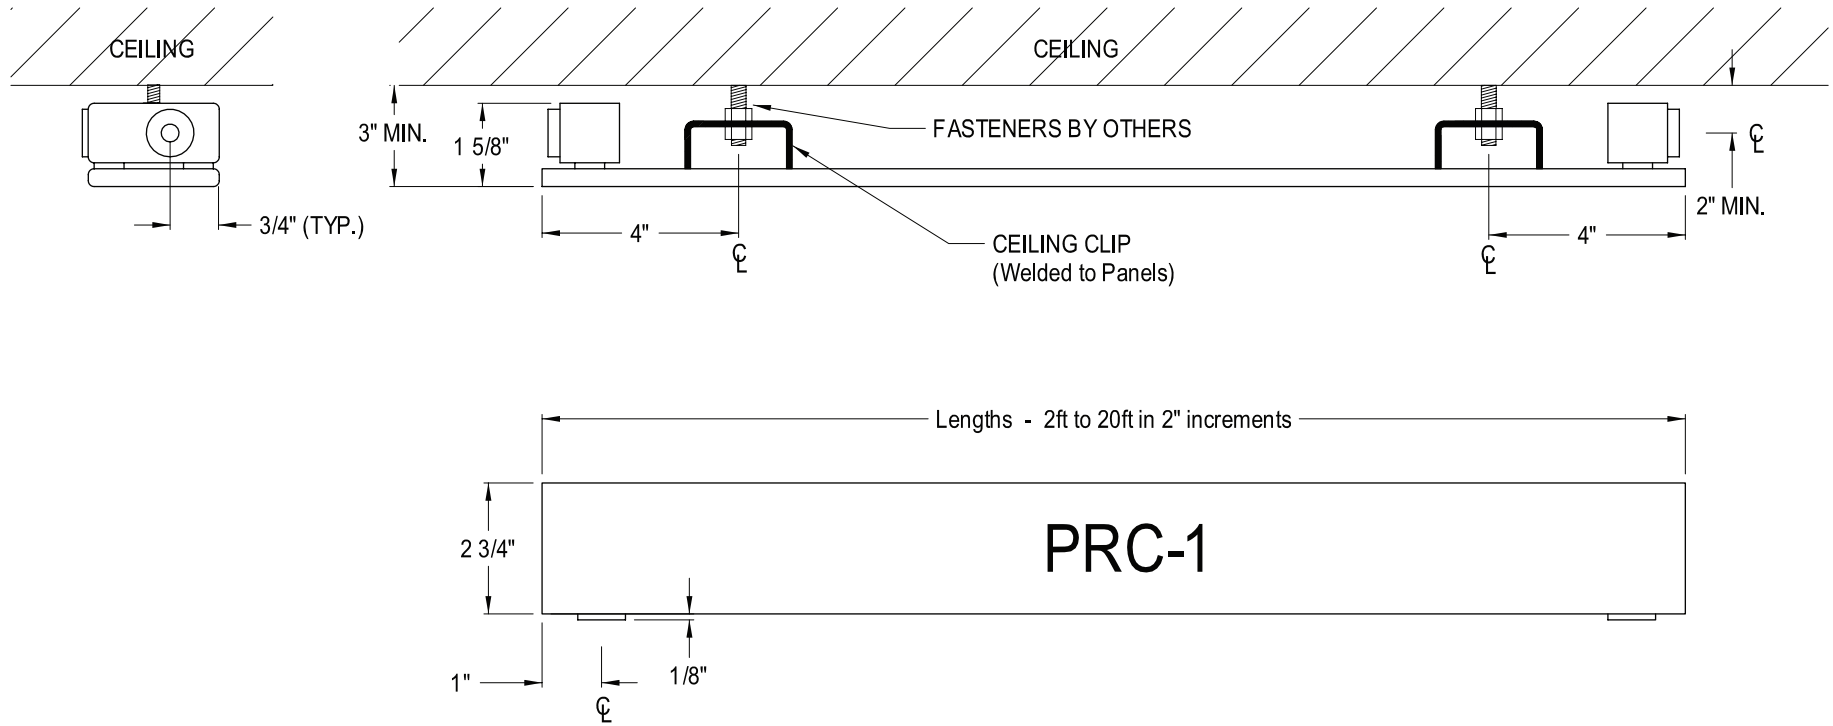 CEILING
CEILING
3" MIN.
1 5/8"
FASTENERS BY OTHERS
℄
2" MIN.
3/4" (TYP.)
4"
℄
CEILING CLIP
(Welded to Panels)
4"
℄
Lengths - 2ft to 20ft in 2" increments
2 3/4"
PRC-1
1"
℄
1/8"